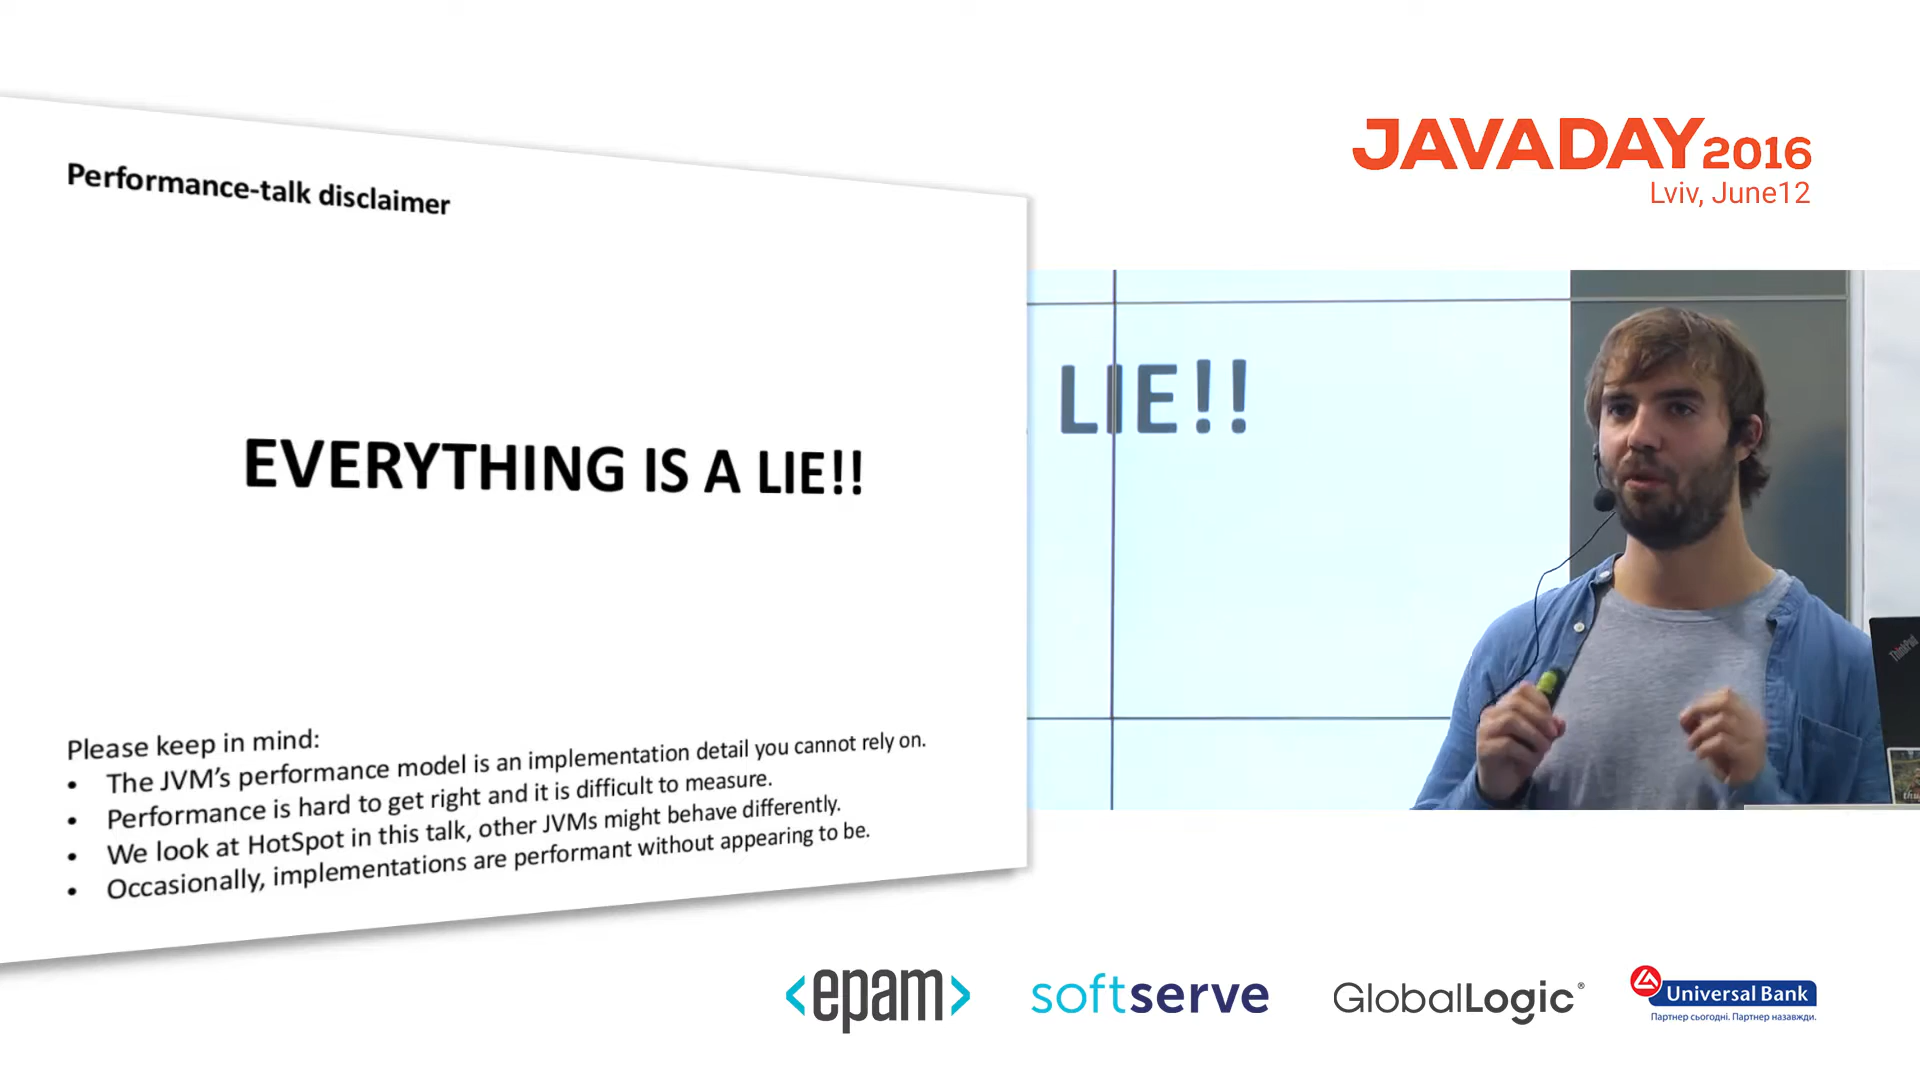 Performance-talk disclaimer
EVERYTHING IS A LIE!!
Please keep in mind:
• The JVM's performance model is an implementation detail you cannot rely on.
• Performance is hard to get right and it is difficult to measure.
• We look at HotSpot in this talk, other JVMs might behave differently.
• Occasionally, implementations are performant without appearing to be.
JAVADAY2016
Lviv, June12
LIE!!
ThinkPad
<epam>
softserve
GlobalLogic®
Universal Bank
Партнер сьогодні. Партнер назавжди.